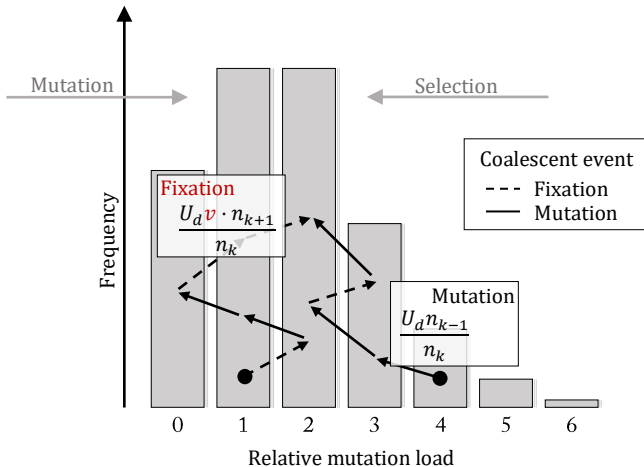 Mutation
Selection
Coalescent event
Fixation
Mutation
Frequency
Fixation
U_d v · n_{k+1}
n_k
Mutation
U_d n_{k−1}
n_k
0 1 2 3 4 5 6
Relative mutation load